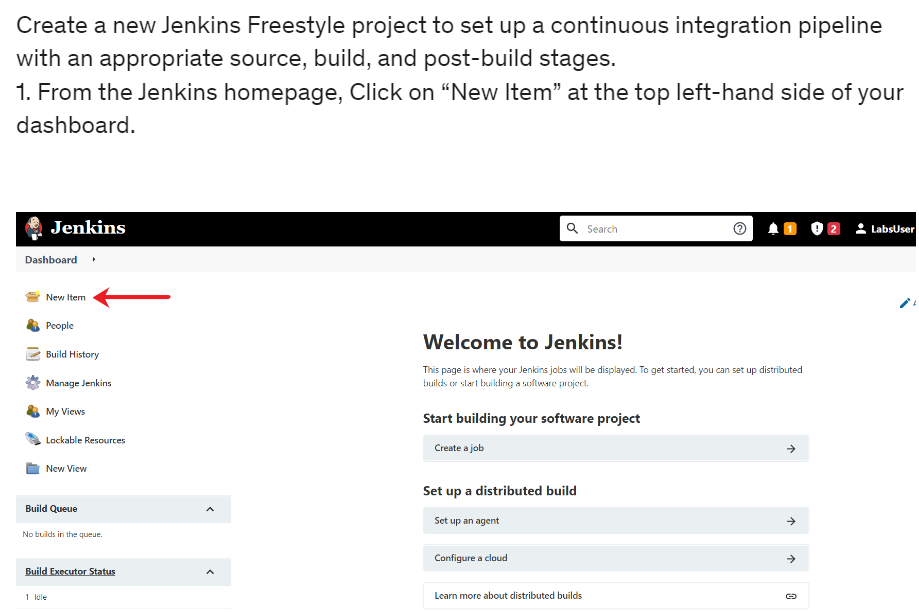 Create a new Jenkins Freestyle project to set up a continuous integration pipeline
with an appropriate source, build, and post-build stages.
1. From the Jenkins homepage, Click on “New Item” at the top left-hand side of your
dashboard.
Jenkins
Search
1
2
LabsUser
Dashboard
New Item
People
Build History
Manage Jenkins
My Views
Lockable Resources
New View
Build Queue
No builds in the queue.
Build Executor Status
1 Idle
Welcome to Jenkins!
This page is where your Jenkins jobs will be displayed. To get started, you can set up distributed
builds or start building a software project.
Start building your software project
Create a job
Set up a distributed build
Set up an agent
Configure a cloud
Learn more about distributed builds